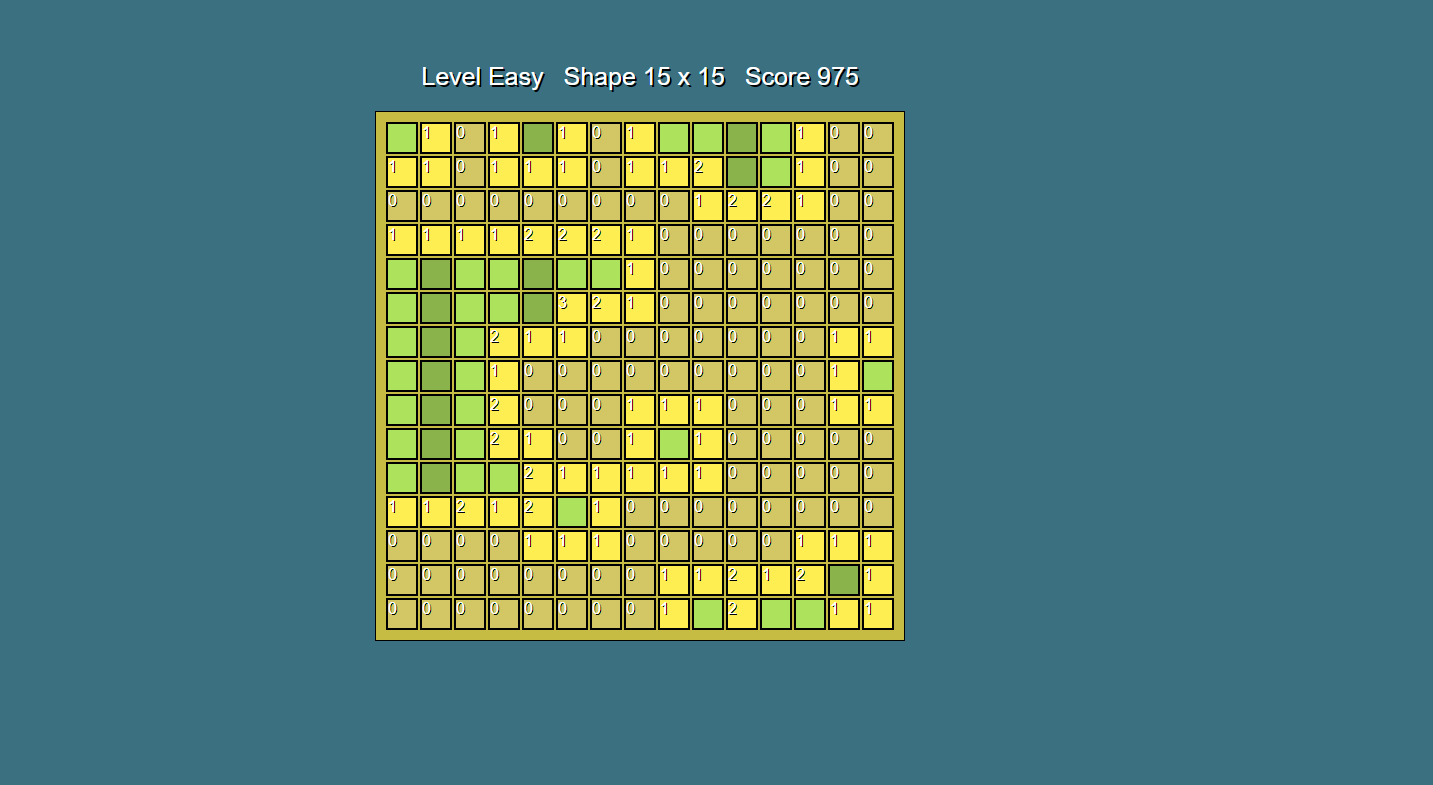 Level Easy Shape 15 x 15 Score 975
1 0 1 1 0 1 1 0 0
1 1 0 1 1 1 0 1 1 2 1 0 0
0 0 0 0 0 0 0 0 0 1 2 2 1 0 0
1 1 1 1 2 2 2 1 0 0 0 0 0 0 0
1 0 0 0 0 0 0 0
3 2 1 0 0 0 0 0 0 0
2 1 1 0 0 0 0 0 0 0 1 1
1 0 0 0 0 0 0 0 0 0 1
2 0 0 0 1 1 1 0 0 0 1 1
2 1 0 0 1 1 0 0 0 0 0
2 1 1 1 1 1 0 0 0 0 0
1 1 2 1 2 1 0 0 0 0 0 0 0 0
0 0 0 0 1 1 1 0 0 0 0 0 1 1 1
0 0 0 0 0 0 0 0 1 1 2 1 2 1
0 0 0 0 0 0 0 0 1 2 1 1